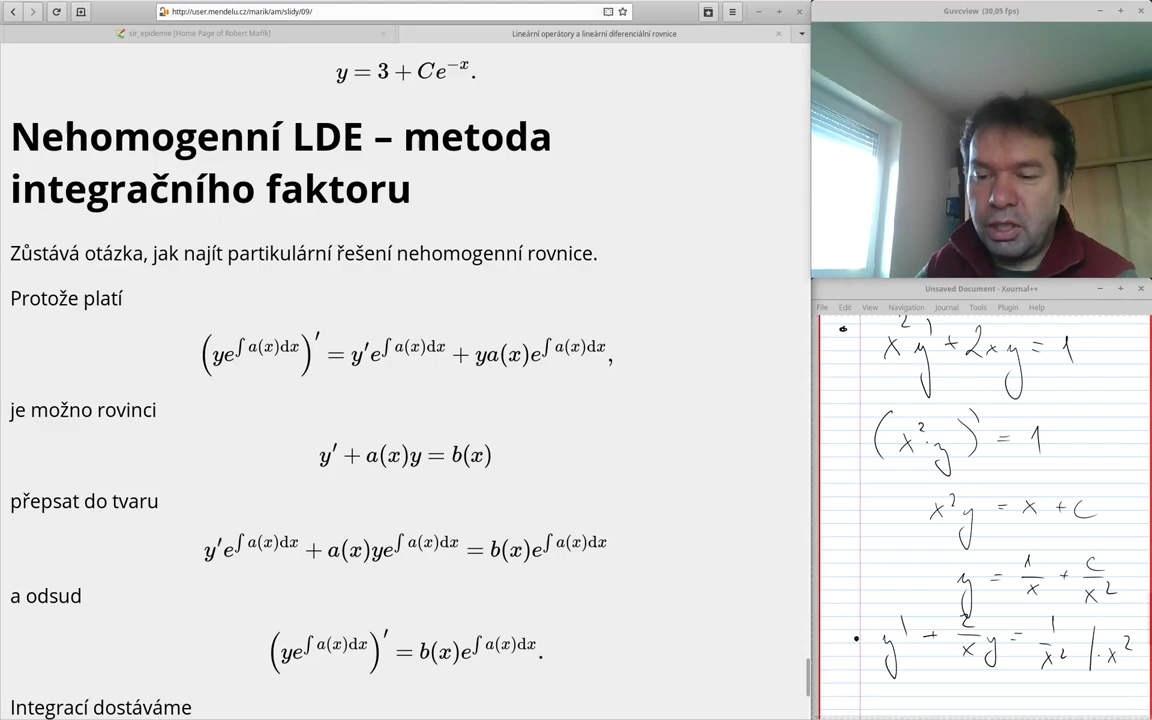 http://user.mendelu.cz/marik/am/slidy/09/
sir_epidemie [Home Page of Robert Mařík]
Lineární operátory a lineární diferenciální rovnice
y = 3 + Ce^{−x}.
Nehomogenní LDE – metoda
integračního faktoru
Zůstává otázka, jak najít partikulární řešení nehomogenní rovnice.
Protože platí
(ye^{∫ a(x)dx})′ = y′e^{∫ a(x)dx} + ya(x)e^{∫ a(x)dx},
je možno rovinci
y′ + a(x)y = b(x)
přepsat do tvaru
y′e^{∫ a(x)dx} + a(x)ye^{∫ a(x)dx} = b(x)e^{∫ a(x)dx}
a odsud
(ye^{∫ a(x)dx})′ = b(x)e^{∫ a(x)dx}.
Integrací dostáváme
Guvcview (30,05 fps)
Unsaved Document - Xournal++
File Edit View Navigation Journal Tools Plugin Help
x² y' + 2xy = 1
(x² · y)' = 1
x² y = x + C
y = 1/x + C/x²
y' + 2/x y = 1/x² / · x²